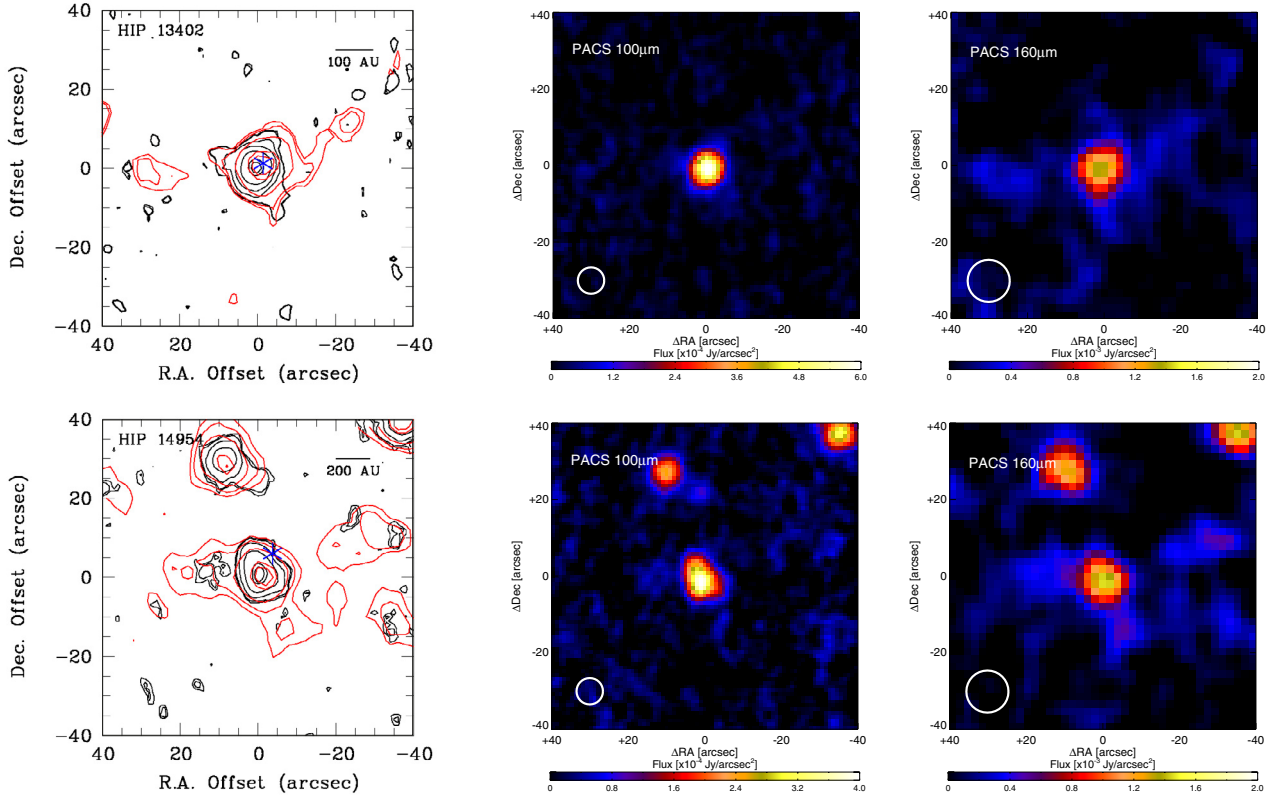 HIP 13402
100 AU
Dec. Offset (arcsec)
40
20
0
−20
−40
40 20 0 −20 −40
R.A. Offset (arcsec)
PACS 100μm
ΔDec [arcsec]
+40
+20
0
-20
-40
+40 +20 0 -20 -40
ΔRA [arcsec]
Flux [x10-4 Jy/arcsec2]
0 1.2 2.4 3.6 4.8 6.0
PACS 160μm
ΔDec [arcsec]
+40
+20
0
-20
-40
+40 +20 0 -20 -40
ΔRA [arcsec]
Flux [x10-3 Jy/arcsec2]
0 0.4 0.8 1.2 1.6 2.0
HIP 14954
200 AU
Dec. Offset (arcsec)
40
20
0
−20
−40
40 20 0 −20 −40
R.A. Offset (arcsec)
PACS 100μm
ΔDec [arcsec]
+40
+20
0
-20
-40
+40 +20 0 -20 -40
ΔRA [arcsec]
Flux [x10-4 Jy/arcsec2]
0 0.8 1.6 2.4 3.2 4.0
PACS 160μm
ΔDec [arcsec]
+40
+20
0
-20
-40
+40 +20 0 -20 -40
ΔRA [arcsec]
Flux [x10-3 Jy/arcsec2]
0 0.4 0.8 1.2 1.6 2.0